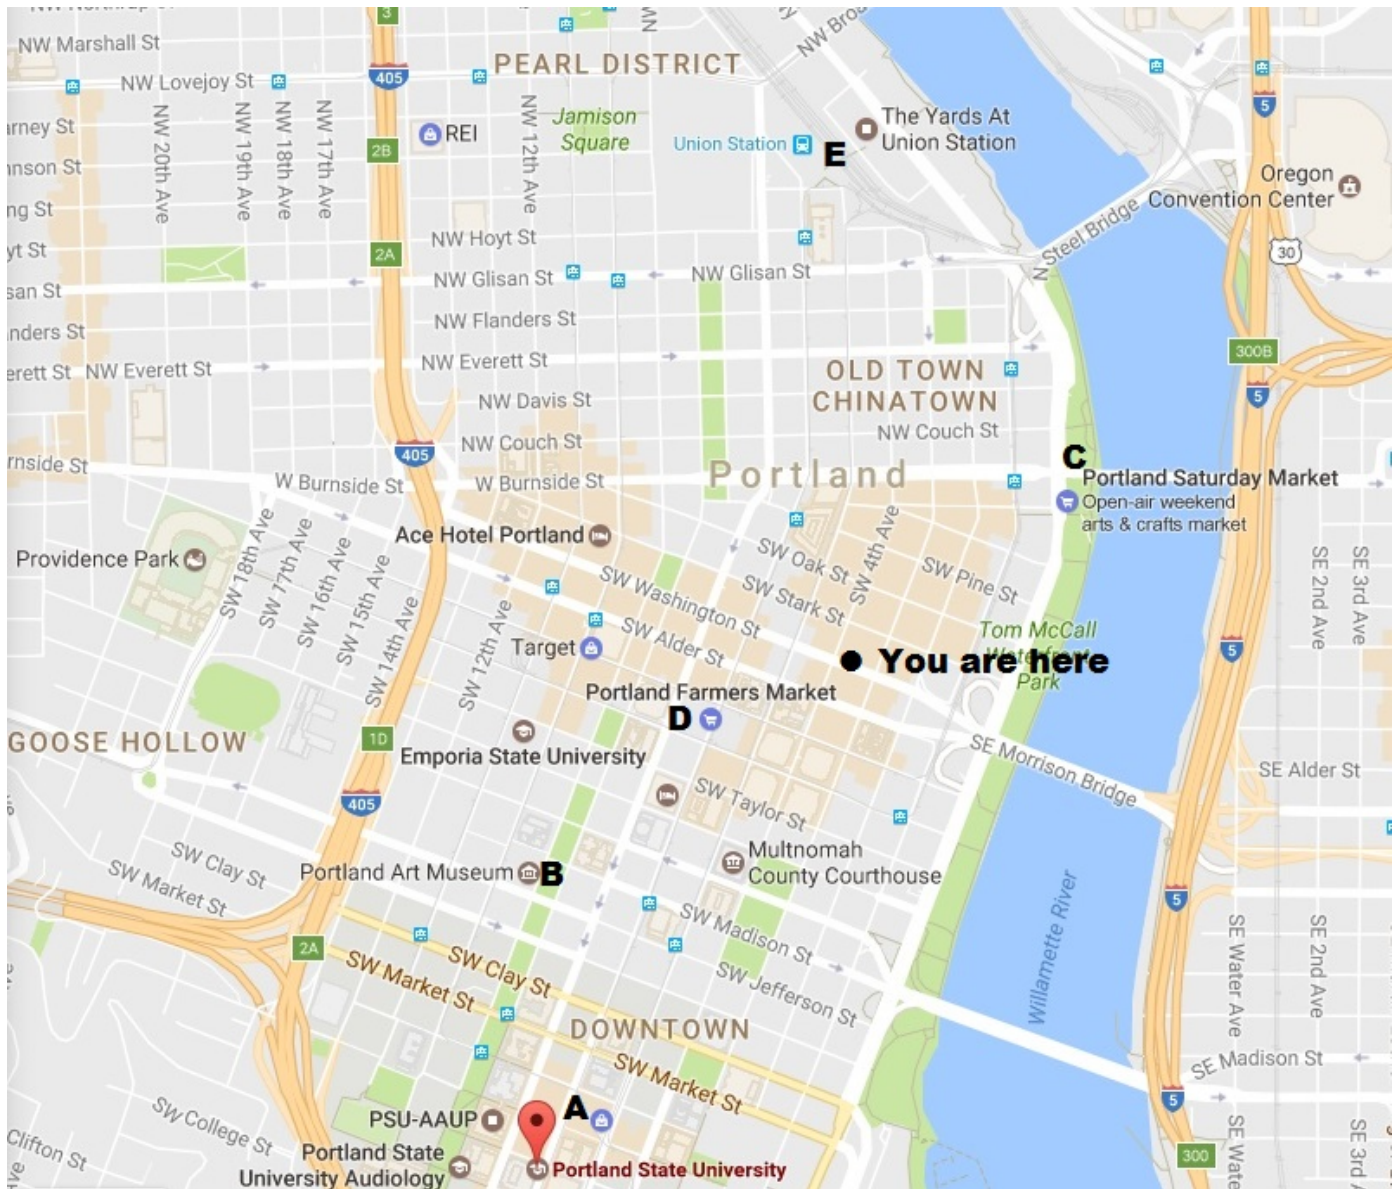 3
NW Marshall St
PEARL DISTRICT
NW Lovejoy St
405
NW 20th Ave
NW 19th Ave
NW 18th Ave
NW 17th Ave
NW 12th Ave
2B
REI
Jamison
Square
Union Station
E
The Yards At
Union Station
5
Oregon
Convention Center
Steel Bridge
30
2A
NW Hoyt St
NW Glisan St
NW Glisan St
N
NW Flanders St
NW Everett St
NW Everett St
300B
5
OLD TOWN
CHINATOWN
NW Davis St
NW Couch St
NW Couch St
405
W Burnside St
W Burnside St
Portland
C
Portland Saturday Market
Open-air weekend
arts & crafts market
Ace Hotel Portland
Providence Park
SW 18th Ave
SW 17th Ave
SW 16th Ave
SW 15th Ave
SW 14th Ave
SW 12th Ave
SW 4th Ave
SW Oak St
SW Pine St
SW Stark St
SW Washington St
SW Alder St
SE 2nd Ave
SE 3rd Ave
Target
Tom McCall
Waterfront
Park
You are here
5
Portland Farmers Market
D
GOOSE HOLLOW
1D
Emporia State University
SE Morrison Bridge
SE Alder St
405
SW Taylor St
Multnomah
County Courthouse
Portland Art Museum
B
SW Clay St
SW Market St
5
SW Madison St
SW Jefferson St
Willamette River
SE Water Ave
SE 2nd Ave
2A
SW Clay St
SW Market St
DOWNTOWN
SW Market St
SE Madison St
5
PSU-AAUP
A
SW College St
Clifton St
Portland State
University Audiology
Portland State University
300
SE 3rd Ave